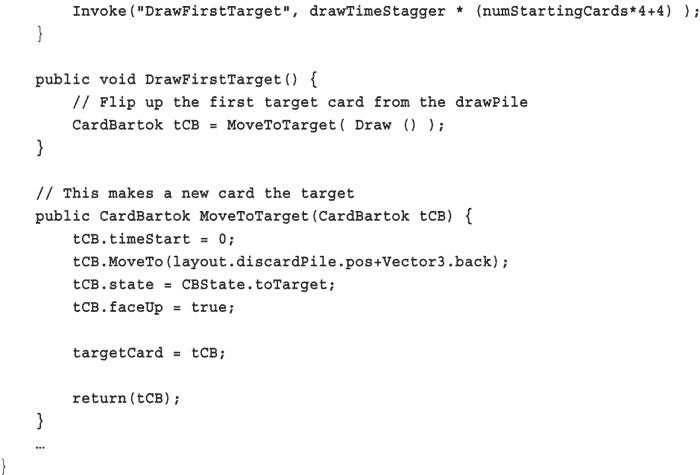 Invoke("DrawFirstTarget", drawTimeStagger * (numStartingCards*4+4) );
    }

    public void DrawFirstTarget() {
        // Flip up the first target card from the drawPile
        CardBartok tCB = MoveToTarget( Draw () );
    }

    // This makes a new card the target
    public CardBartok MoveToTarget(CardBartok tCB) {
        tCB.timeStart = 0;
        tCB.MoveTo(layout.discardPile.pos+Vector3.back);
        tCB.state = CBState.toTarget;
        tCB.faceUp = true;

        targetCard = tCB;

        return(tCB);
    }
    …
}